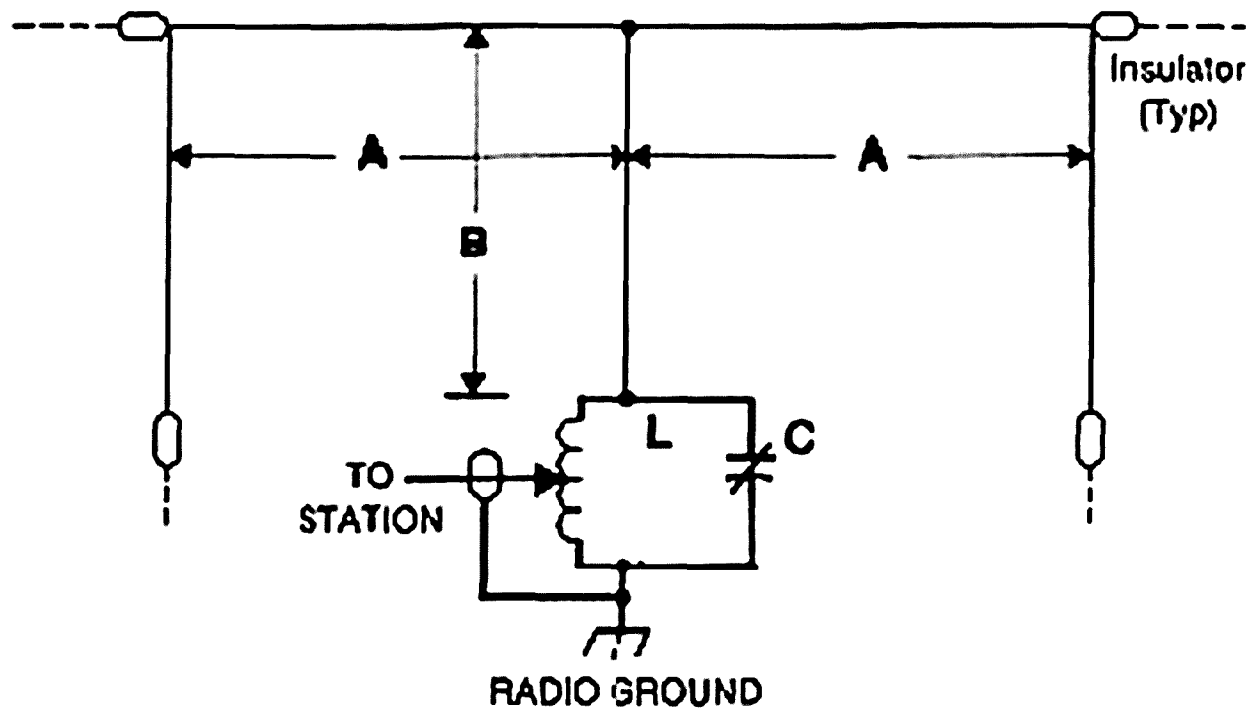 Insulator
(Typ)
A
A
B
L
C
TO
STATION
RADIO GROUND